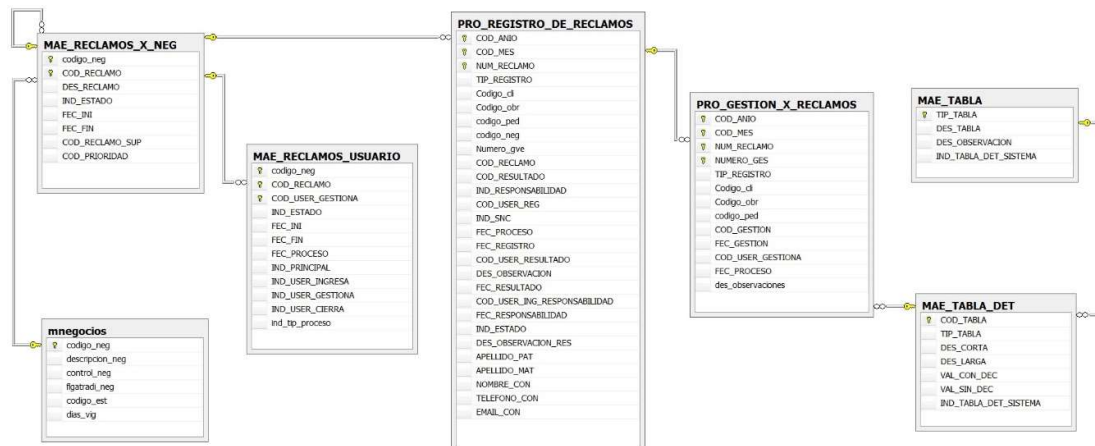 MAE_RECLAMOS_X_NEG
codigo_neg
COD_RECLAMO
DES_RECLAMO
IND_ESTADO
FEC_INI
FEC_FIN
COD_RECLAMO_SUP
COD_PRIORIDAD
MAE_RECLAMOS_USUARIO
codigo_neg
COD_RECLAMO
COD_USER_GESTIONA
IND_ESTADO
FEC_INI
FEC_FIN
FEC_PROCESO
IND_PRINCIPAL
IND_USER_INGRESA
IND_USER_GESTIONA
IND_USER_CIERRA
ind_tip_proceso
mnegocios
codigo_neg
descripcion_neg
control_neg
flgatradi_neg
codigo_est
dias_vig
PRO_REGISTRO_DE_RECLAMOS
COD_ANIO
COD_MES
NUM_RECLAMO
TIP_REGISTRO
Codigo_cli
Codigo_obr
codigo_ped
codigo_neg
Numero_gve
COD_RECLAMO
COD_RESULTADO
IND_RESPONSABILIDAD
COD_USER_REG
IND_SNC
FEC_PROCESO
FEC_REGISTRO
COD_USER_RESULTADO
DES_OBSERVACION
FEC_RESULTADO
COD_USER_ING_RESPONSABILIDAD
FEC_RESPONSABILIDAD
IND_ESTADO
DES_OBSERVACION_RES
APELLIDO_PAT
APELLIDO_MAT
NOMBRE_CON
TELEFONO_CON
EMAIL_CON
PRO_GESTION_X_RECLAMOS
COD_ANIO
COD_MES
NUM_RECLAMO
NUMERO_GES
TIP_REGISTRO
Codigo_cli
Codigo_obr
codigo_ped
COD_GESTION
FEC_GESTION
COD_USER_GESTIONA
FEC_PROCESO
des_observaciones
MAE_TABLA
TIP_TABLA
DES_TABLA
DES_OBSERVACION
IND_TABLA_DET_SISTEMA
MAE_TABLA_DET
COD_TABLA
TIP_TABLA
DES_CORTA
DES_LARGA
VAL_CON_DEC
VAL_SIN_DEC
IND_TABLA_DET_SISTEMA